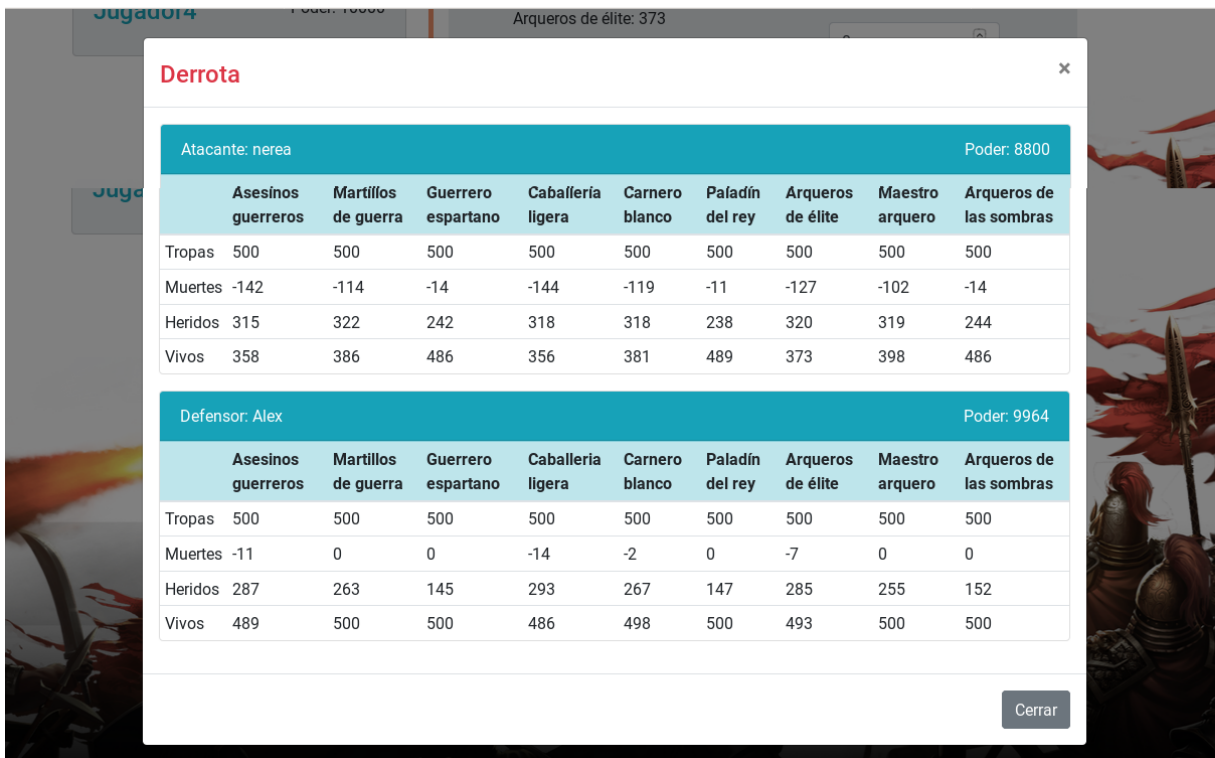 Jugador4 Poder: 10000
Arqueros de élite: 373
Derrota ×
Atacante: nerea Poder: 8800
Asesinos guerreros Martillos de guerra Guerrero espartano Caballería ligera Carnero blanco Paladín del rey Arqueros de élite Maestro arquero Arqueros de las sombras
Tropas 500 500 500 500 500 500 500 500 500
Muertes -142 -114 -14 -144 -119 -11 -127 -102 -14
Heridos 315 322 242 318 318 238 320 319 244
Vivos 358 386 486 356 381 489 373 398 486
Defensor: Alex Poder: 9964
Asesinos guerreros Martillos de guerra Guerrero espartano Caballeria ligera Carnero blanco Paladín del rey Arqueros de élite Maestro arquero Arqueros de las sombras
Tropas 500 500 500 500 500 500 500 500 500
Muertes -11 0 0 -14 -2 0 -7 0 0
Heridos 287 263 145 293 267 147 285 255 152
Vivos 489 500 500 486 498 500 493 500 500
Cerrar